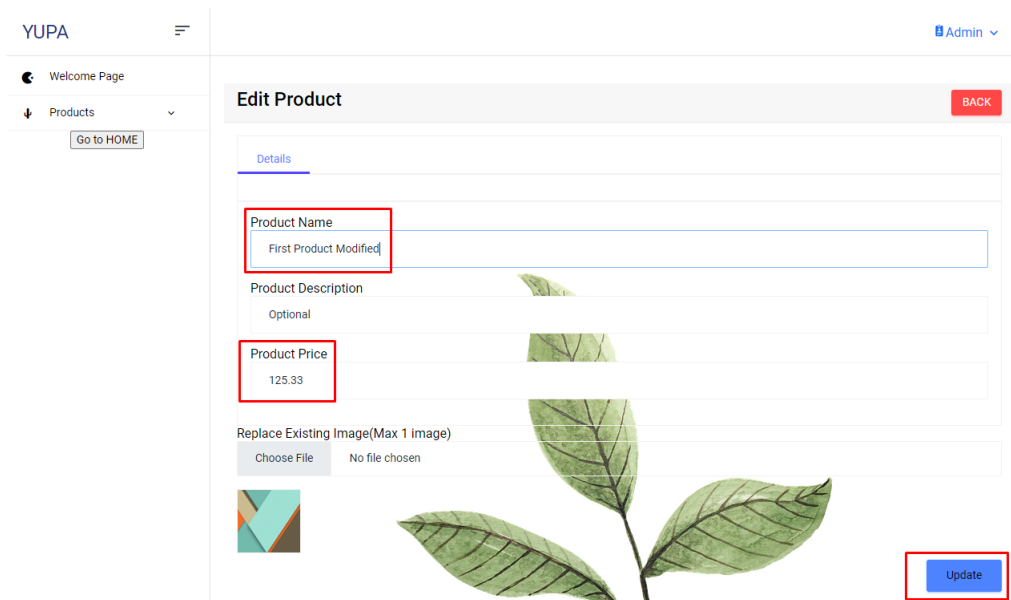 YUPA
Admin
Welcome Page
Products
Go to HOME
Edit Product
BACK
Details
Product Name
First Product Modified
Product Description
Optional
Product Price
125.33
Replace Existing Image(Max 1 image)
Choose File No file chosen
Update